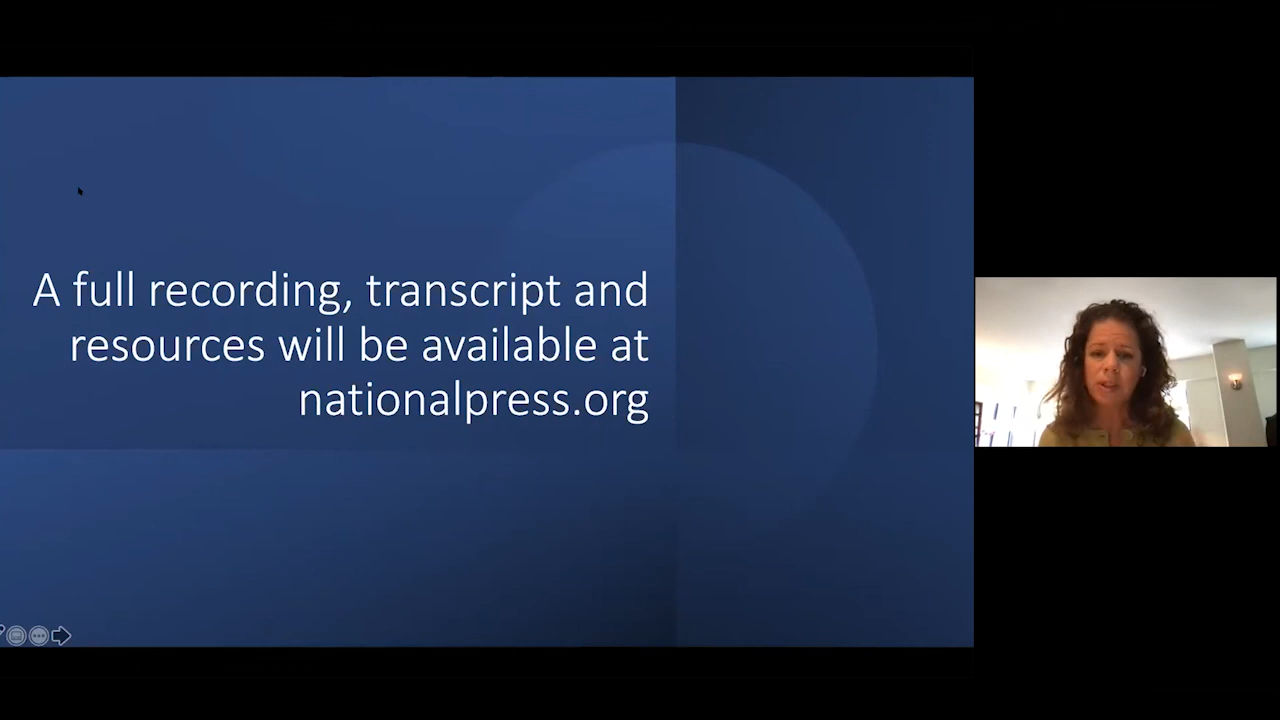 A full recording, transcript and
resources will be available at
nationalpress.org